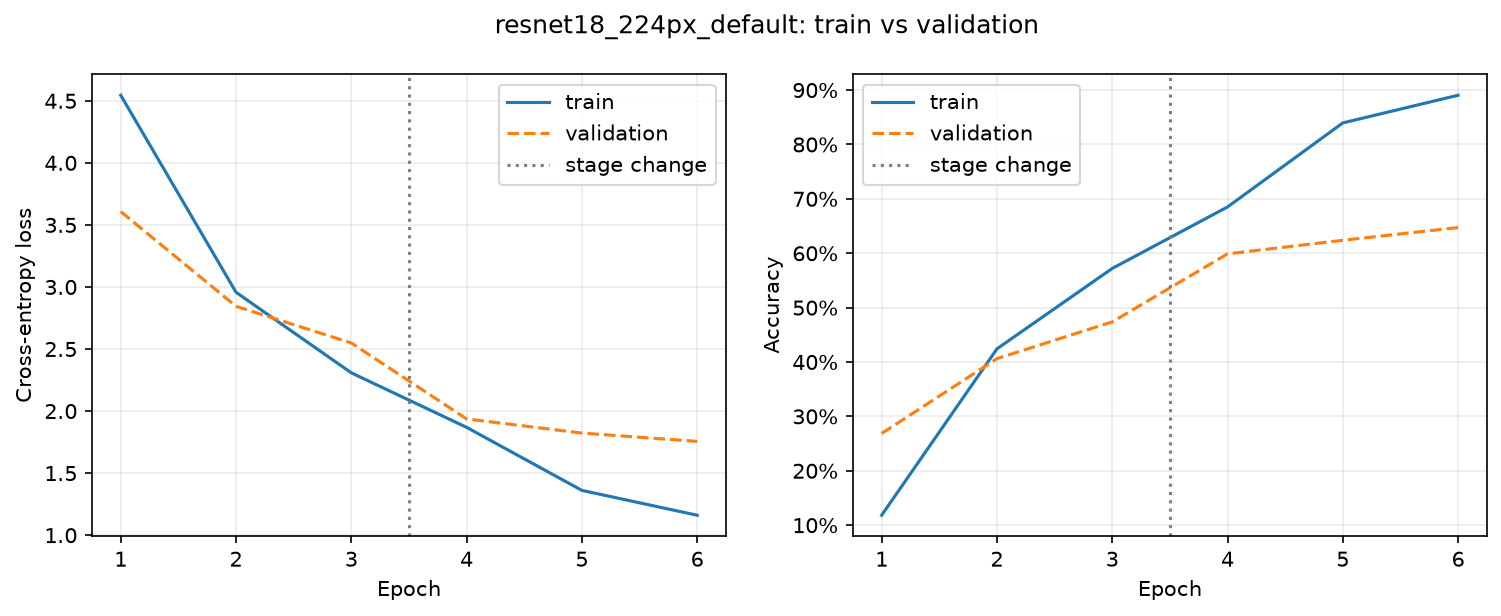 resnet18_224px_default: train vs validation
train
validation
stage change
Cross-entropy loss
4.5
4.0
3.5
3.0
2.5
2.0
1.5
1.0
1 2 3 4 5 6
Epoch
train
validation
stage change
Accuracy
90%
80%
70%
60%
50%
40%
30%
20%
10%
1 2 3 4 5 6
Epoch